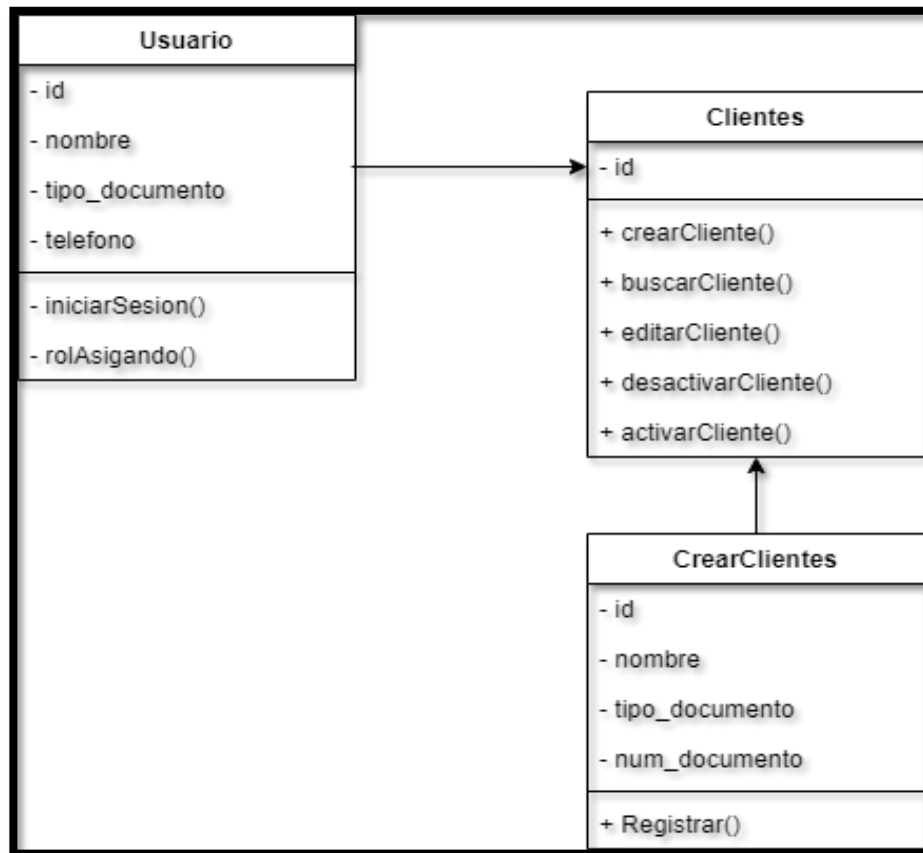 Usuario
- id
- nombre
- tipo_documento
- telefono
- iniciarSesion()
- rolAsigando()
Clientes
- id
+ crearCliente()
+ buscarCliente()
+ editarCliente()
+ desactivarCliente()
+ activarCliente()
CrearClientes
- id
- nombre
- tipo_documento
- num_documento
+ Registrar()